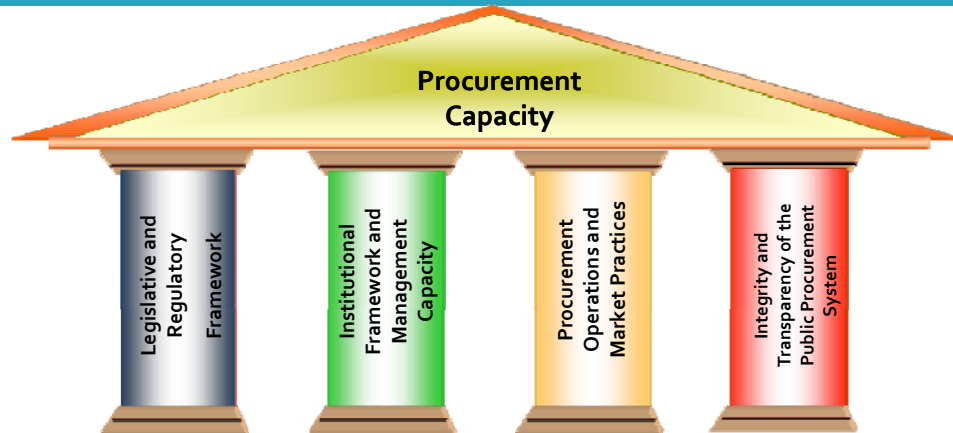 Procurement
Capacity
Legislative and
Regulatory
Framework
Institutional
Framework and
Management
Capacity
Procurement
Operations and
Market Practices
Integrity and
Transparency of the
Public Procurement
System